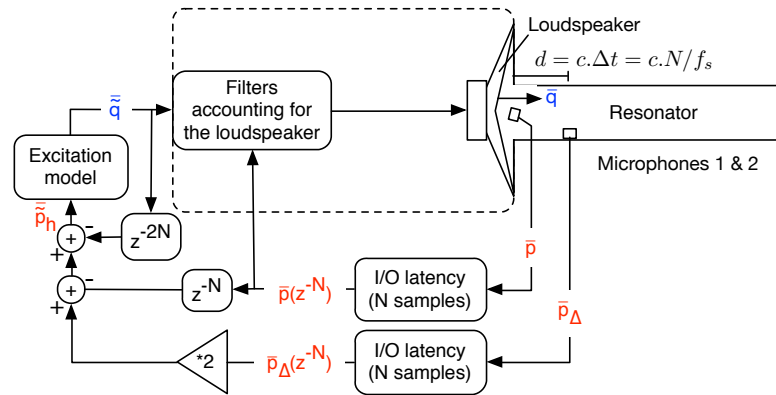 Loudspeaker
d = c.Δt = c.N/f_s
Filters
accounting for
the loudspeaker
q̃̄
q̄
Resonator
Excitation
model
Microphones 1 & 2
p̃̄_h
-
+
+
z^-2N
p̄
-
+
+
z^-N
p̄(z^-N)
I/O latency
(N samples)
p̄_Δ
*2
p̄_Δ(z^-N)
I/O latency
(N samples)